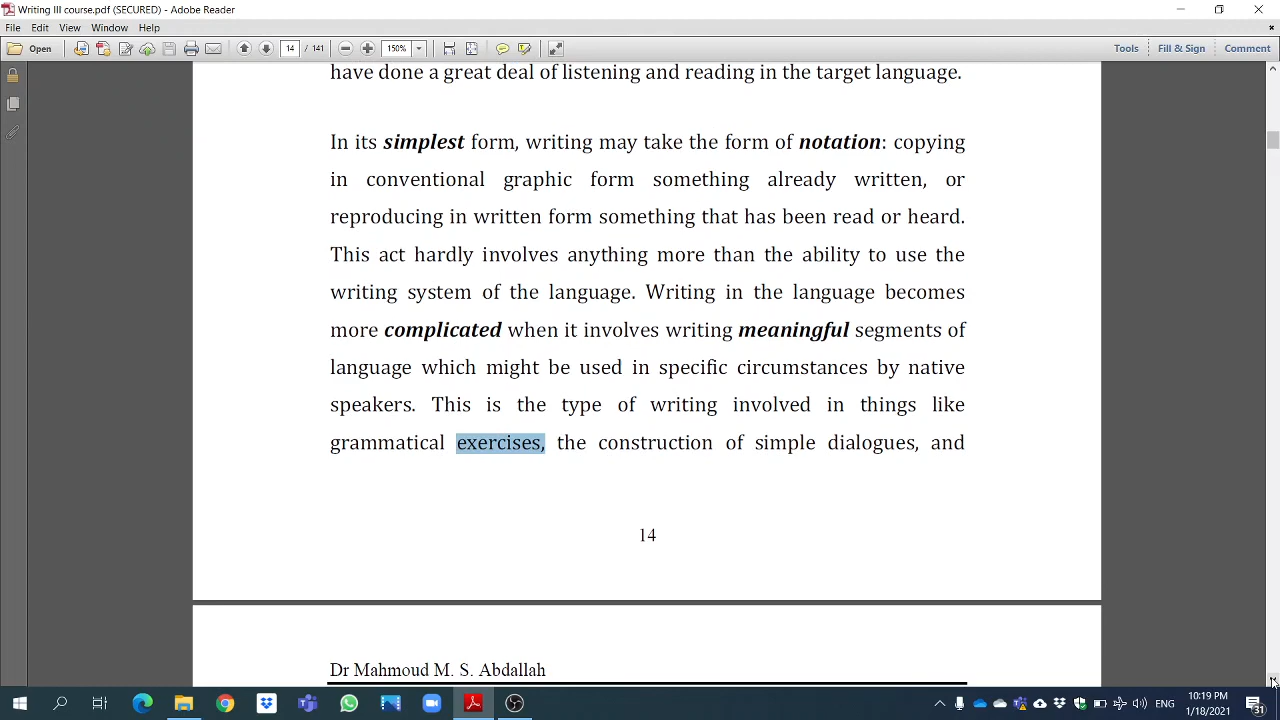 Writing III course.pdf (SECURED) - Adobe Reader
File Edit View Window Help
Open 14 / 141 150% Tools Fill & Sign Comment
have done a great deal of listening and reading in the target language.
In its simplest form, writing may take the form of notation: copying
in conventional graphic form something already written, or
reproducing in written form something that has been read or heard.
This act hardly involves anything more than the ability to use the
writing system of the language. Writing in the language becomes
more complicated when it involves writing meaningful segments of
language which might be used in specific circumstances by native
speakers. This is the type of writing involved in things like
grammatical exercises, the construction of simple dialogues, and
14
Dr Mahmoud M. S. Abdallah
ENG
10:19 PM
1/18/2021
31